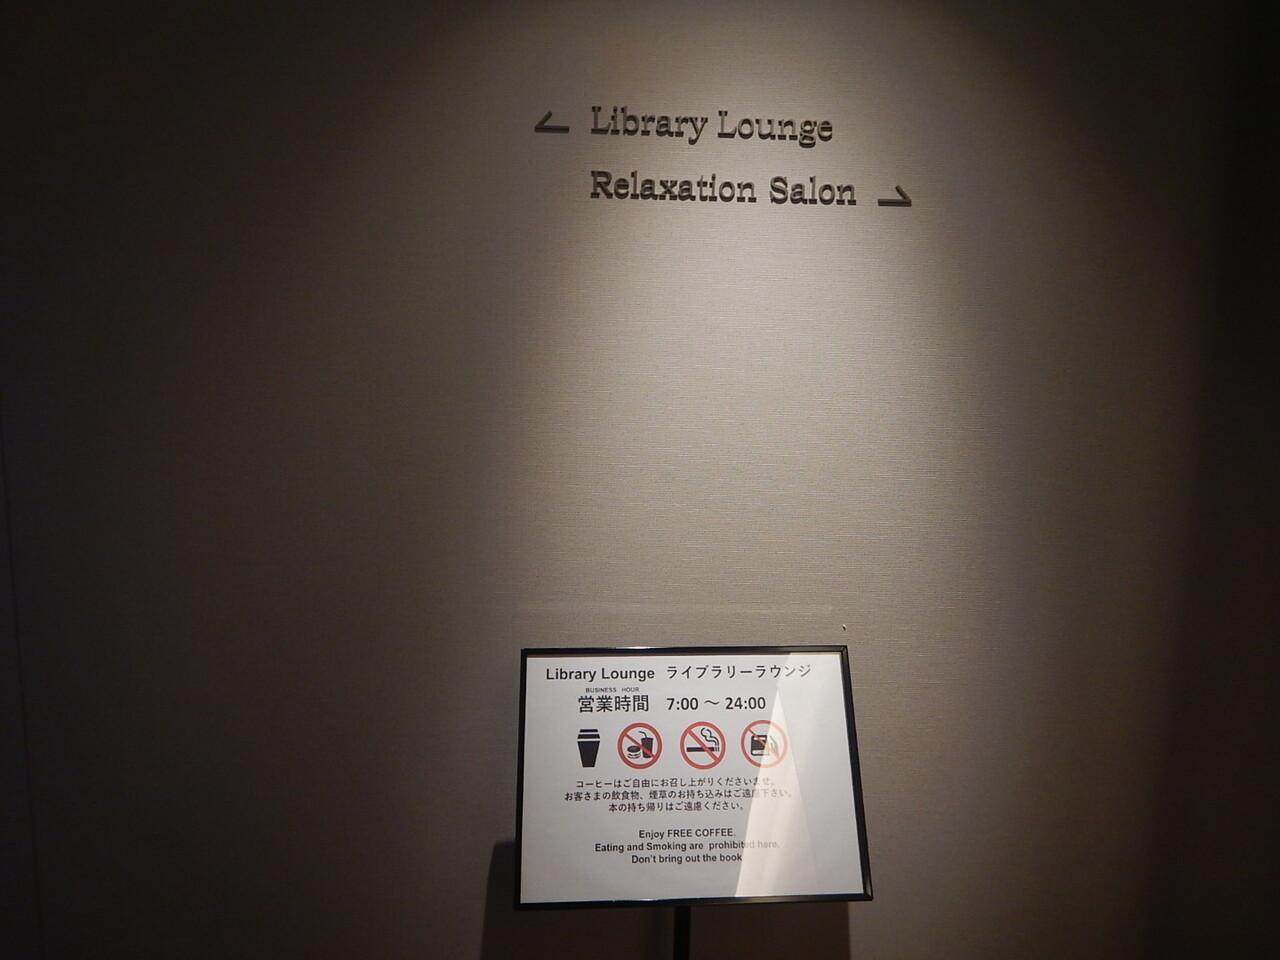 Library Lounge
Relaxation Salon
Library Lounge ライブラリーラウンジ
BUSINESS HOUR
営業時間 7:00 ～ 24:00
コーヒーはご自由にお召し上がりくださいませ。
お客さまの飲食物、煙草のお持ち込みはご遠慮下さい。
本の持ち帰りはご遠慮ください。
Enjoy FREE COFFEE.
Eating and Smoking are prohibited here.
Don't bring out the book